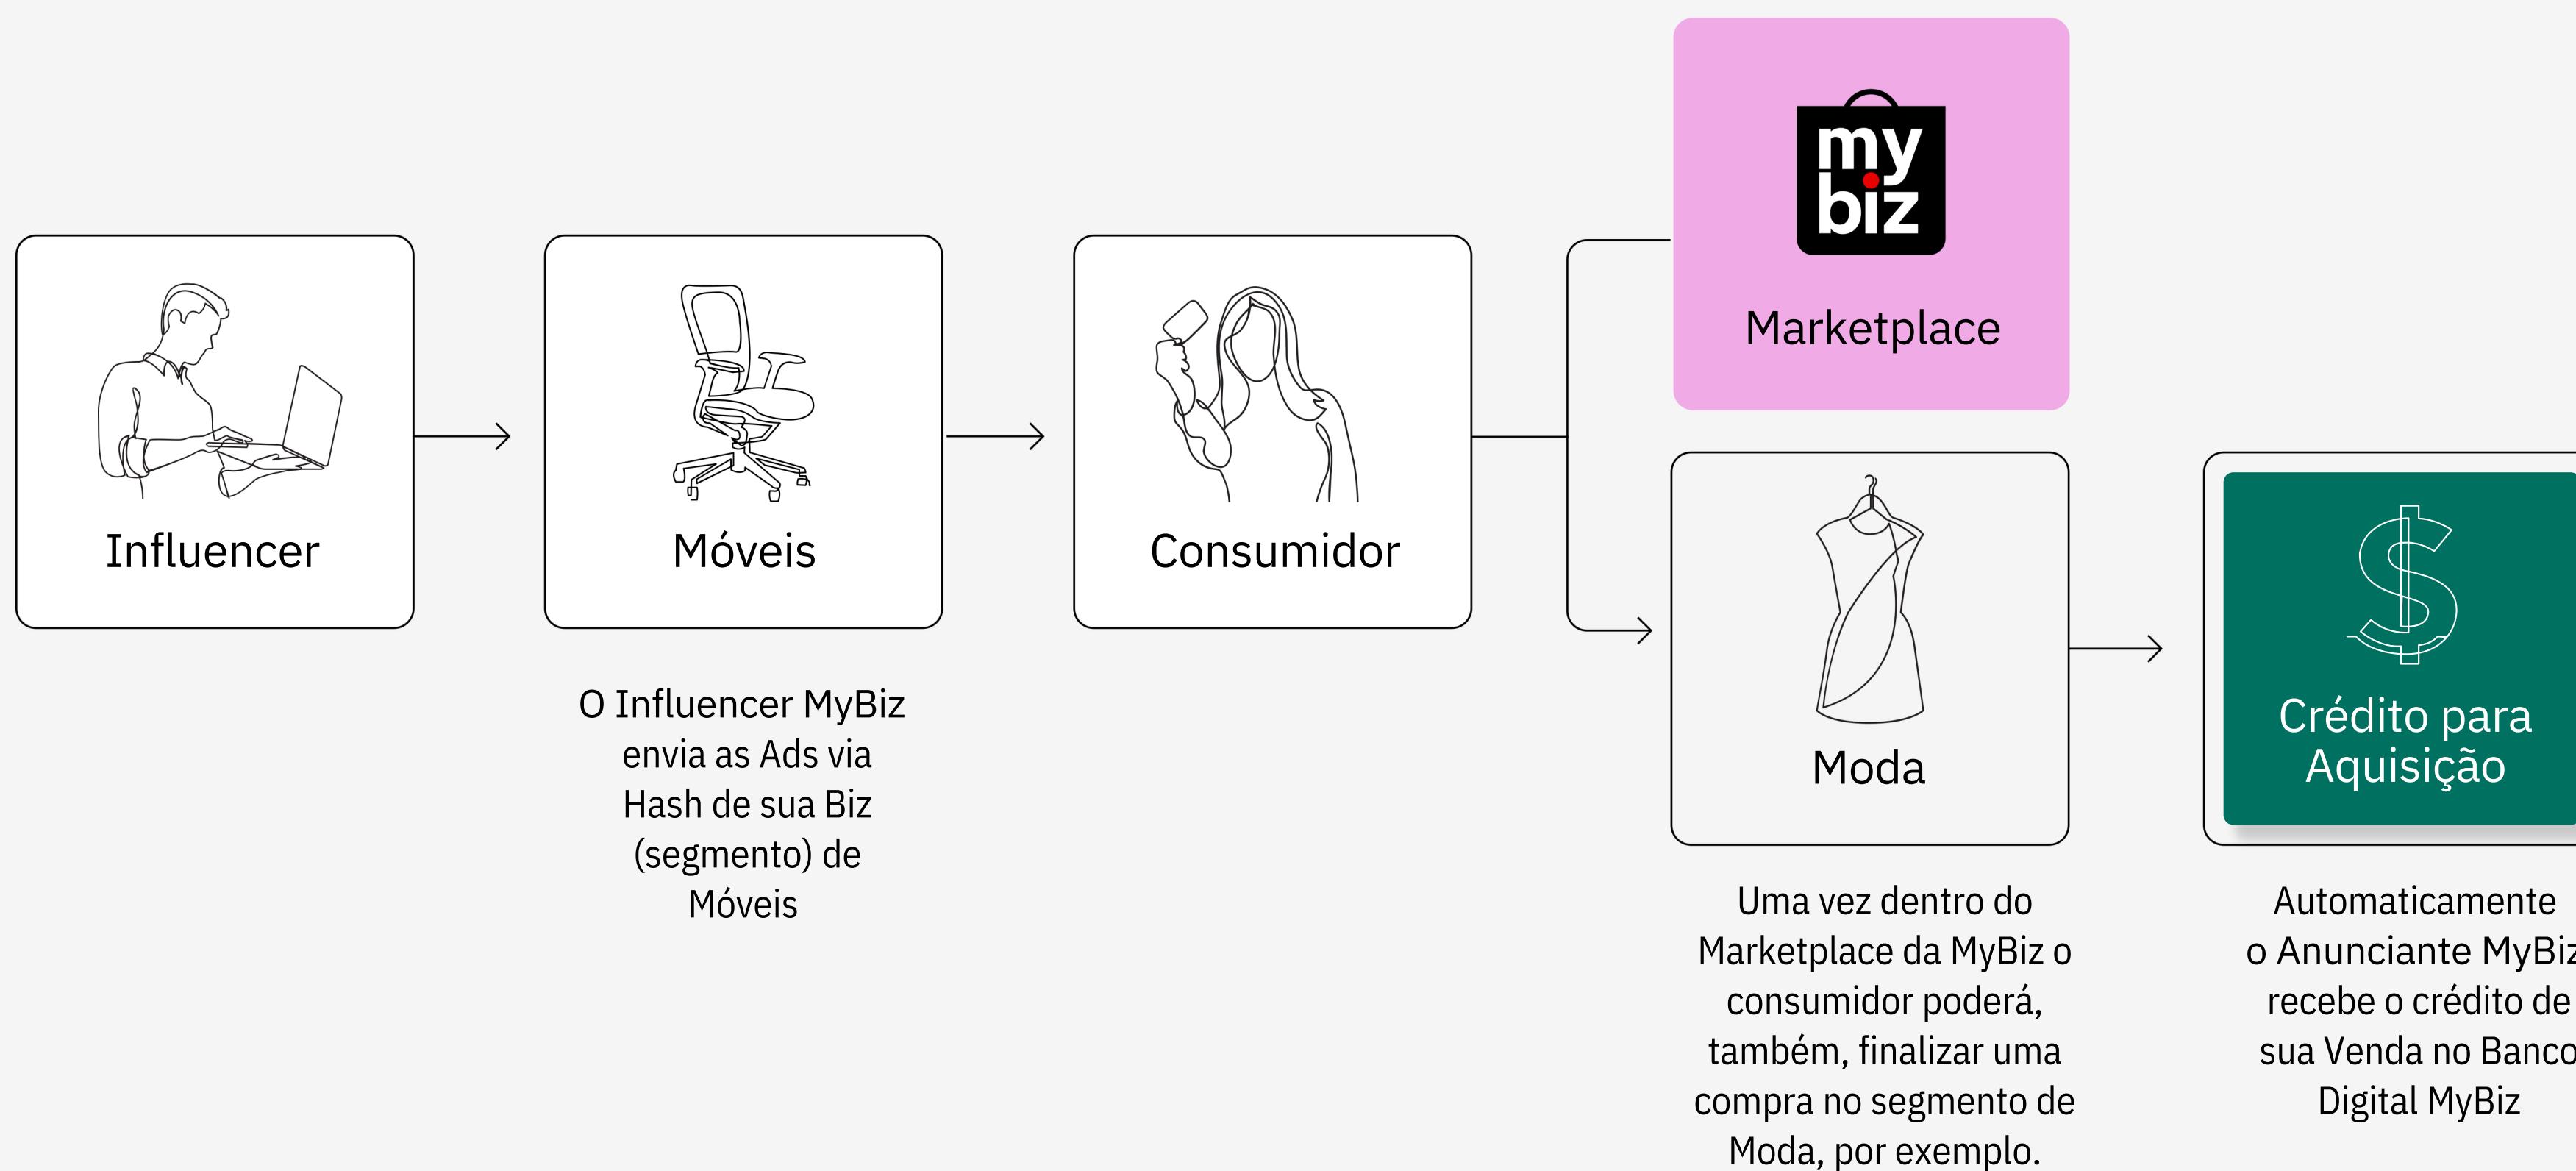 my
biz
Marketplace
Influencer
Móveis
Consumidor
O Influencer MyBiz
envia as Ads via
Hash de sua Biz
(segmento) de
Móveis
Moda
Uma vez dentro do
Marketplace da MyBiz o
consumidor poderá,
também, finalizar uma
compra no segmento de
Moda, por exemplo.
Crédito para
Aquisição
Automaticamente
o Anunciante MyBiz
recebe o crédito de
sua Venda no Banco
Digital MyBiz